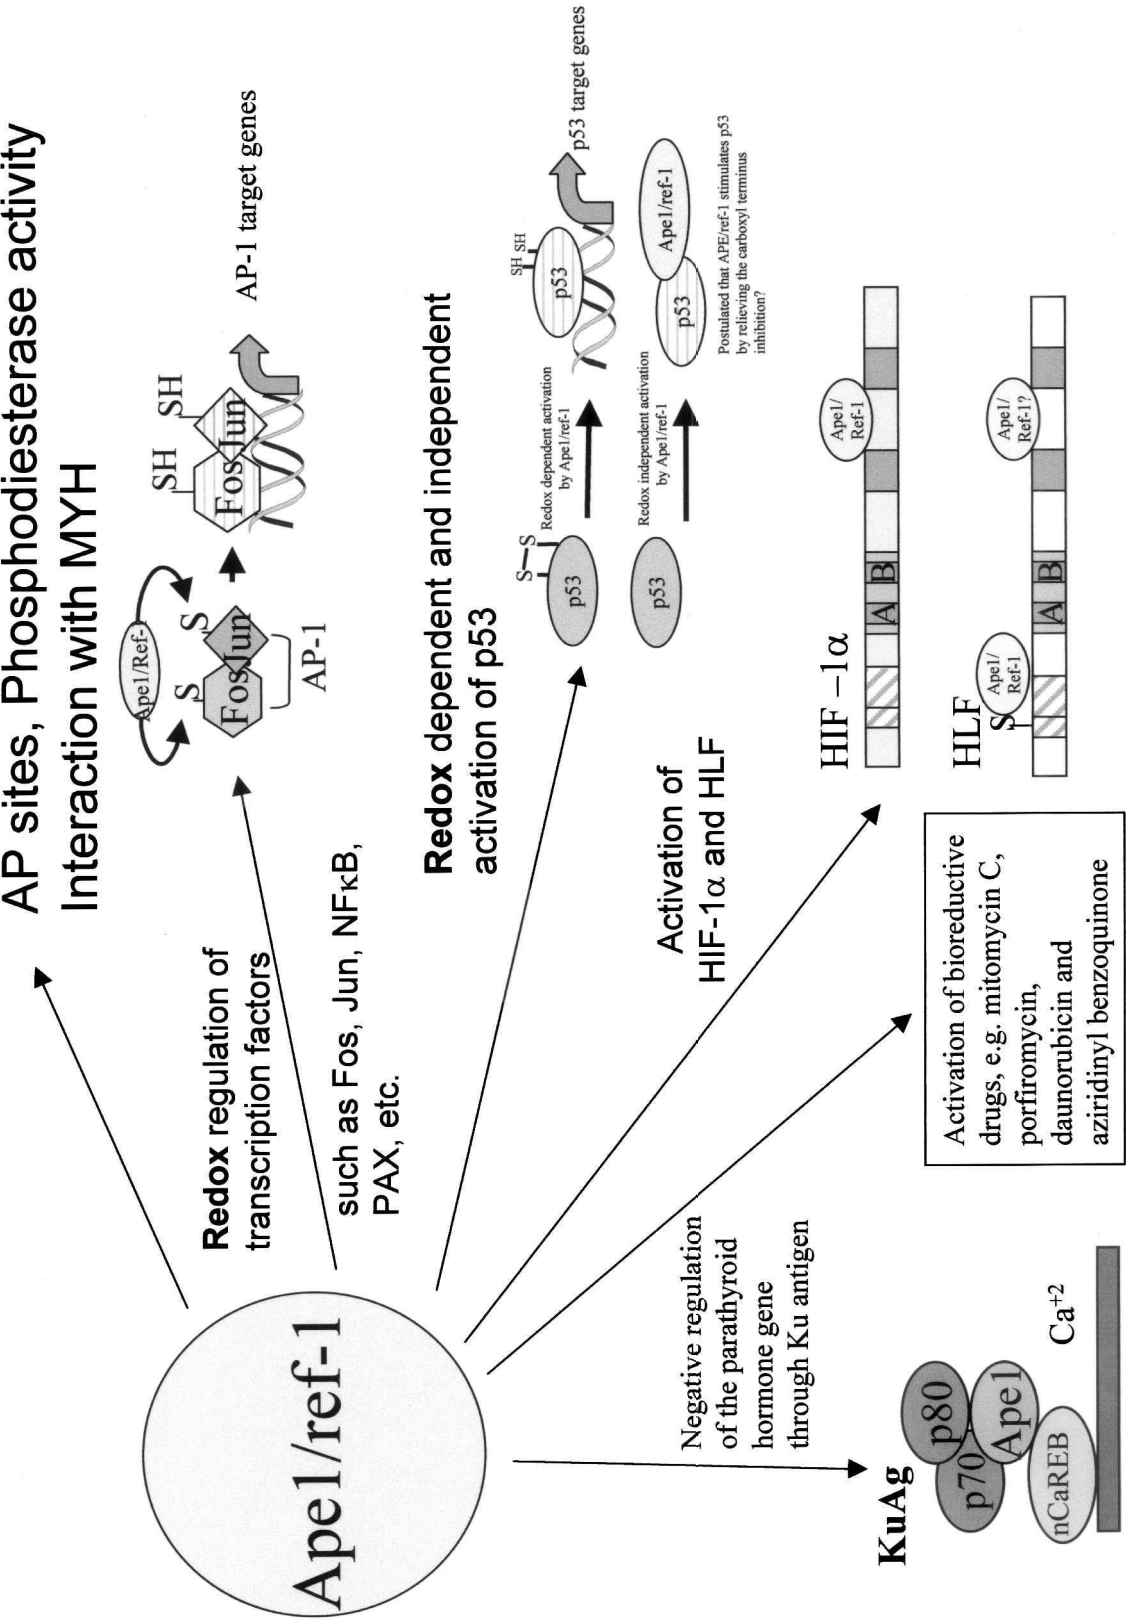 AP sites, Phosphodiesterase activity
Interaction with MYH
Ape1/ref-1
Redox regulation of
transcription factors
such as Fos, Jun, NFκB,
PAX, etc.
Ape1/Ref-
S
S
Fos
Jun
AP-1
SH
SH
Fos
Jun
AP-1 target genes
Redox dependent and independent
activation of p53
S
S
p53
Redox dependent activation
by Ape1/ref-1
SH SH
p53
p53 target genes
p53
Redox independent activation
by Ape1/ref-1
p53
Ape1/ref-1
Postulated that APE/ref-1 stimulates p53
by relieving the carboxyl terminus
inhibition?
Activation of
HIF-1α and HLF
HIF –1α
A
B
Ape1/
Ref-1
HLF
S
Ape1/
Ref-1
A
B
Ape1/
Ref-1?
Activation of bioreductive
drugs, e.g. mitomycin C,
porfiromycin,
daunorubicin and
aziridinyl benzoquinone
Negative regulation
of the parathyroid
hormone gene
through Ku antigen
KuAg
p70
p80
Ape1
nCaREB
Ca+2